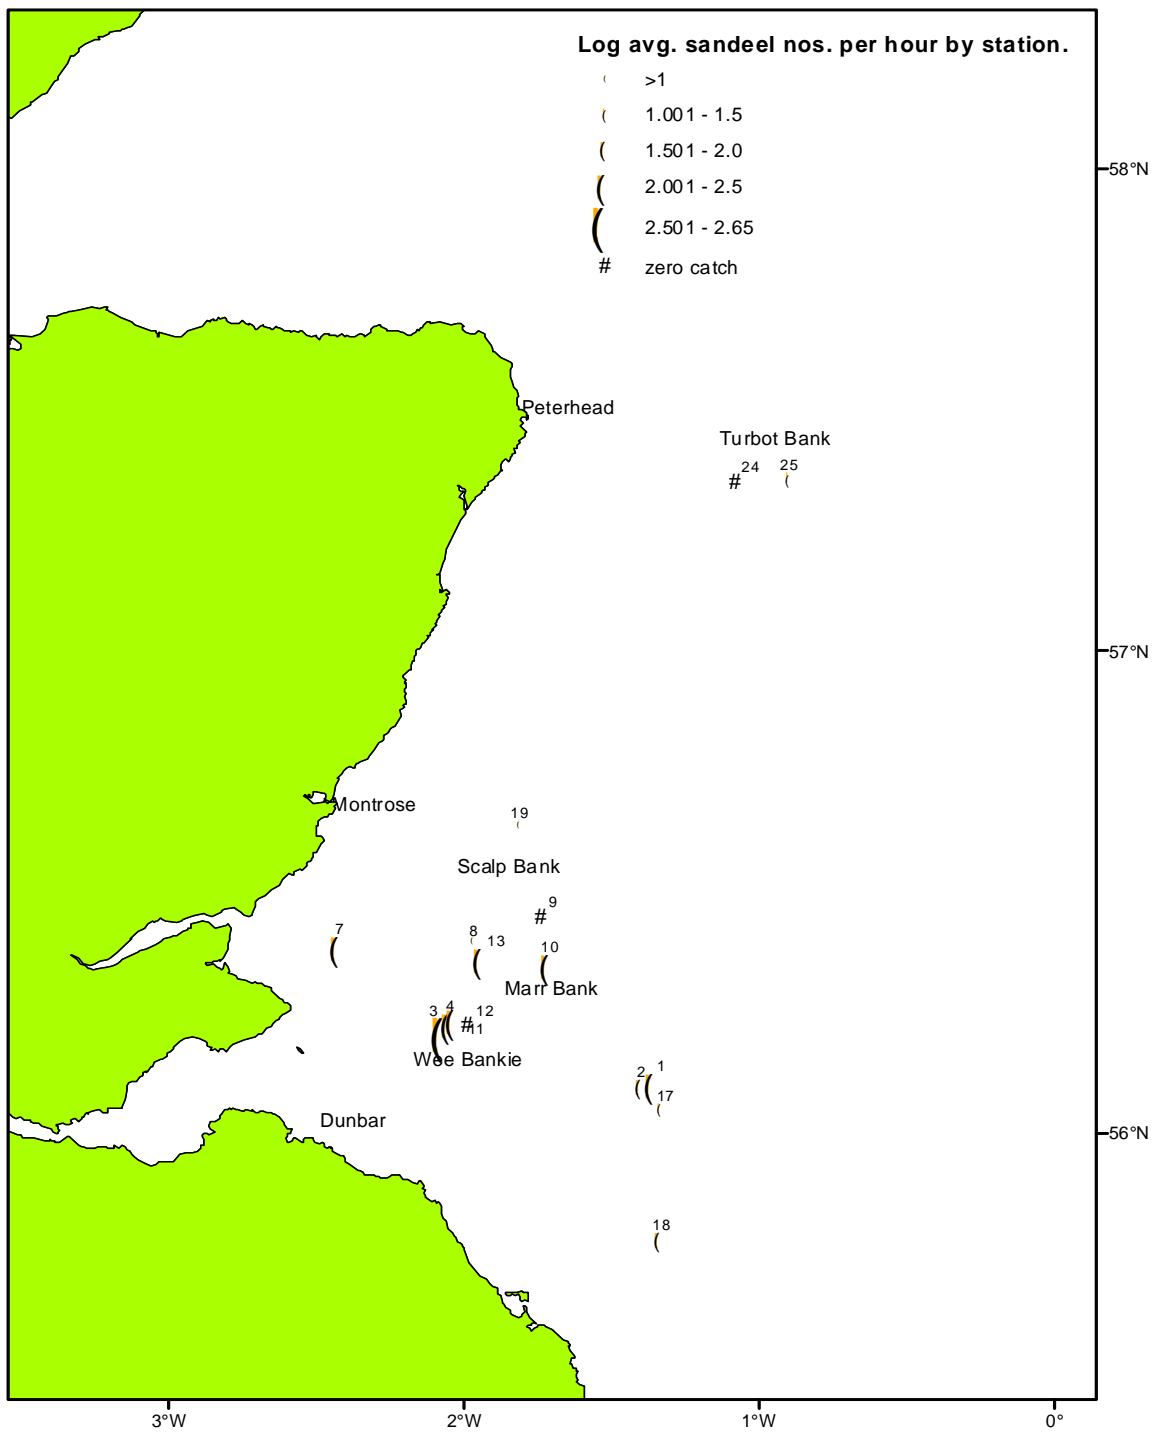 Log avg. sandeel nos. per hour by station.
( >1
( 1.001 - 1.5
( 1.501 - 2.0
( 2.001 - 2.5
( 2.501 - 2.65
# zero catch
58°N
Peterhead
Turbot Bank
24 25
# (
57°N
Montrose
19
(
Scalp Bank
9
#
7 8 13 10
( ( ( (
Marr Bank
3 4 12
( ( ( # 11
Wee Bankie
2 1
( (
17
(
Dunbar
56°N
18
(
3°W 2°W 1°W 0°